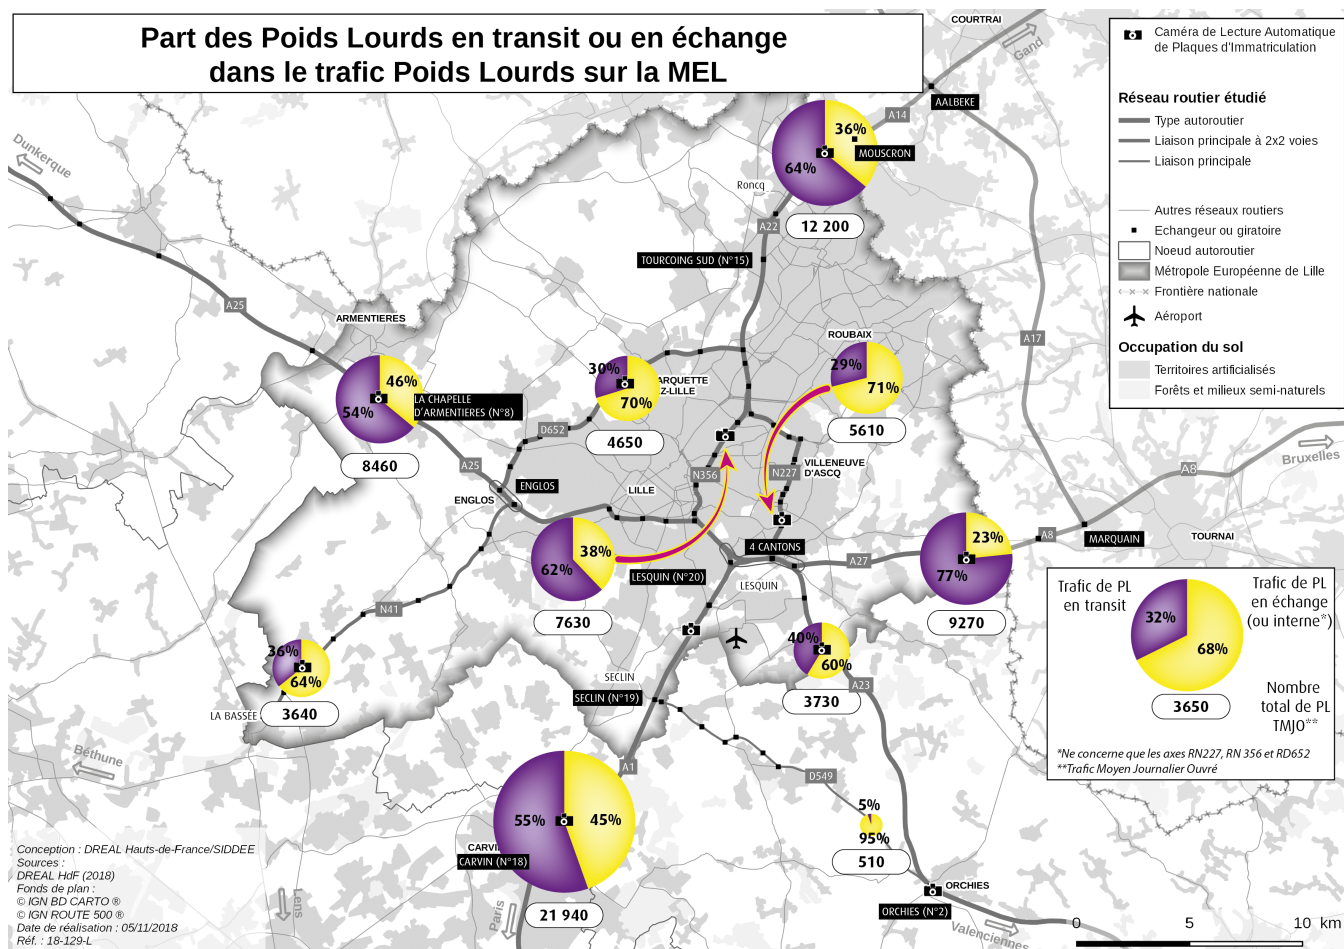 Part des Poids Lourds en transit ou en échange
dans le trafic Poids Lourds sur la MEL
COURTRAI
Gand
Caméra de Lecture Automatique
de Plaques d'Immatriculation
Réseau routier étudié
Type autoroutier
Liaison principale à 2x2 voies
Liaison principale
Autres réseaux routiers
Echangeur ou giratoire
Noeud autoroutier
Métropole Européenne de Lille
Frontière nationale
Aéroport
Occupation du sol
Territoires artificialisés
Forêts et milieux semi-naturels
AALBEKE
A14
Dunkerque
36%
MOUSCRON
64%
Roncq
12 200
A22
TOURCOING SUD (N°15)
A25
ARMENTIERES
ROUBAIX
A17
46%
54%
LA CHAPELLE
D'ARMENTIERES (N°8)
8460
30%
ARQUETTE
Z-LILLE
70%
4650
29%
71%
5610
D652
A25
N356
N227
VILLENEUVE
D'ASCQ
A8
Bruxelles
ENGLOS
ENGLOS
LILLE
38%
62%
7630
4 CANTONS
LESQUIN (N°20)
LESQUIN
A27
23%
77%
9270
A8
MARQUAIN
TOURNAI
N41
36%
64%
3640
LA BASSÉE
SECLIN
SECLIN (N°19)
40%
60%
3730
A23
Trafic de PL
en transit
Trafic de PL
en échange
(ou interne*)
32%
68%
3650
Nombre
total de PL
TMJO**
*Ne concerne que les axes RN227, RN 356 et RD652
**Trafic Moyen Journalier Ouvré
Béthune
A1
D549
55%
45%
CARVIN (N°18)
21 940
5%
95%
510
ORCHIES
ORCHIES (N°2)
Valenciennes
Lens
Paris
Conception : DREAL Hauts-de-France/SIDDEE
Sources :
DREAL HdF (2018)
Fonds de plan :
© IGN BD CARTO ®
© IGN ROUTE 500 ®
Date de réalisation : 05/11/2018
Réf. : 18-129-L
0 5 10 km